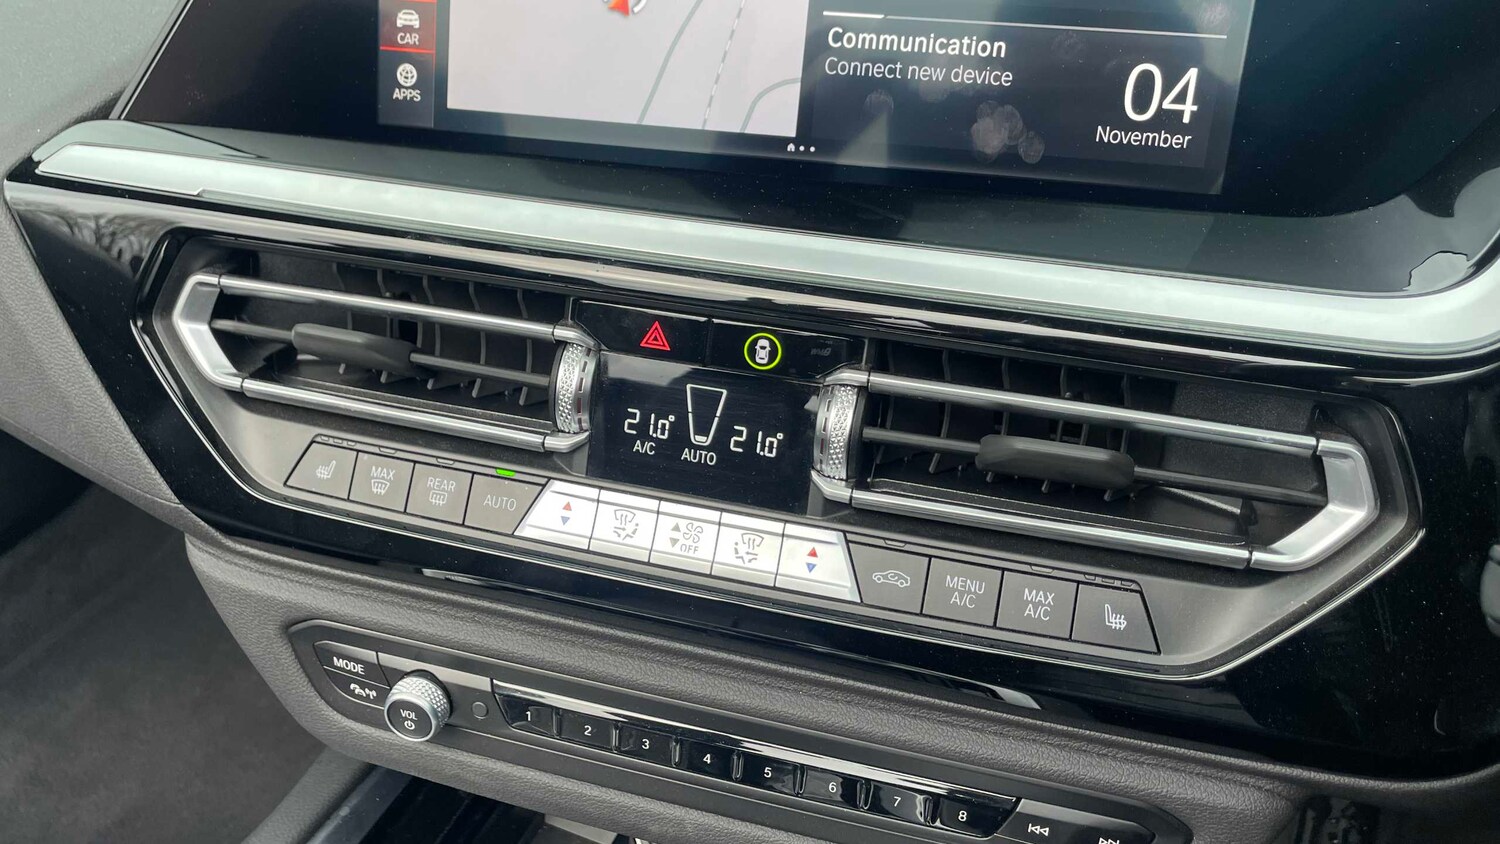 CAR
APPS
Communication
Connect new device
04
November
21.0°
A/C
AUTO
21.0°
MAX
REAR
AUTO
OFF
MENU
A/C
MAX
A/C
MODE
VOL
1
2
3
4
5
6
7
8